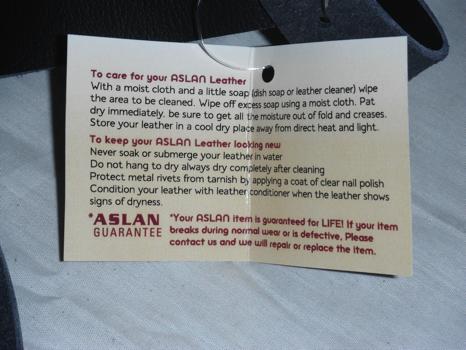 To care for your ASLAN Leather
With a moist cloth and a little soap (dish soap or leather cleaner) wipe
the area to be cleaned. Wipe off excess soap using a moist cloth. Pat
dry immediately. be sure to get all the moisture out of fold and creases.
Store your leather in a cool dry place away from direct heat and light.
To keep your ASLAN Leather looking new
Never soak or submerge your leather in water
Do not hang to dry always dry completely after cleaning
Protect metal rivets from tarnish by applying a coat of clear nail polish
Condition your leather with leather conditioner when the leather shows
signs of dryness.
*ASLAN
GUARANTEE
*Your ASLAN item is guaranteed for LIFE! If your item
breaks during normal wear or is defective, Please
contact us and we will repair or replace the item.